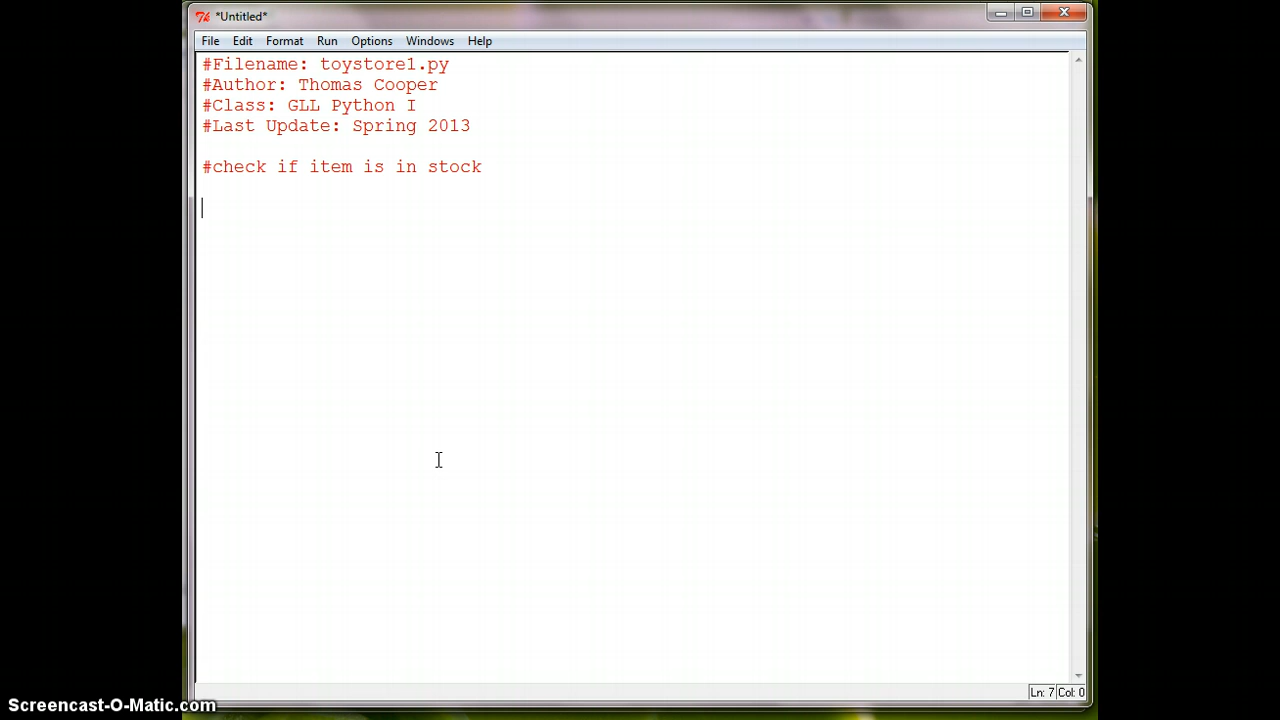 *Untitled*
File Edit Format Run Options Windows Help
#Filename: toystore1.py
#Author: Thomas Cooper
#Class: GLL Python I
#Last Update: Spring 2013
#check if item is in stock
Ln: 7 Col: 0
Screencast-O-Matic.com